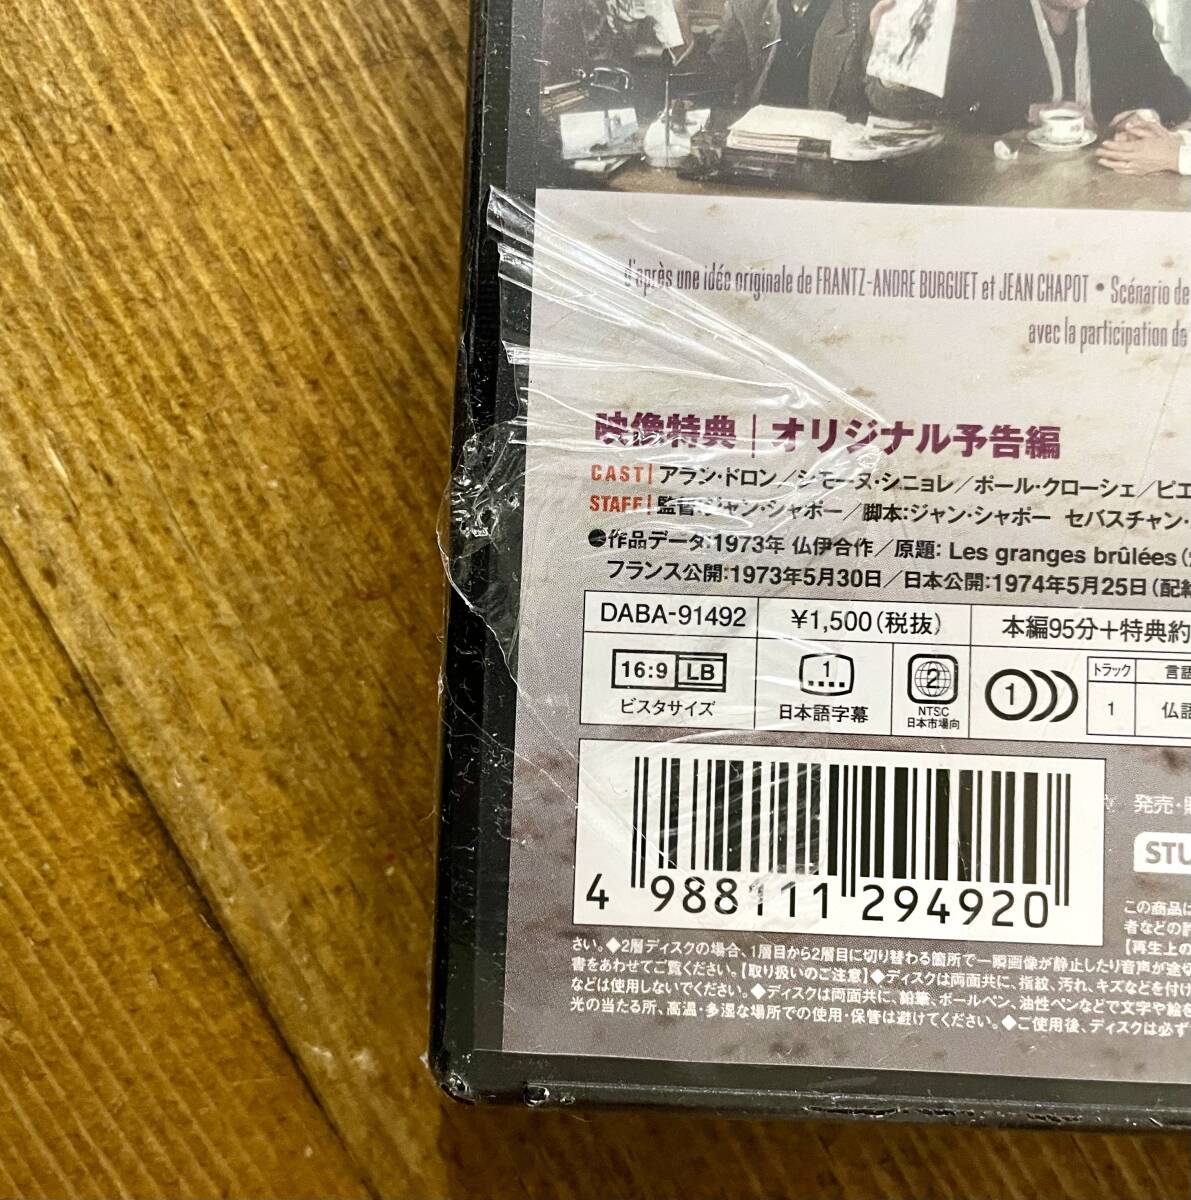 d'après une idée originale de FRANTZ-ANDRE BURGUET et JEAN CHAPOT • Scénario de
avec la participation de
映像特典｜オリジナル予告編
CAST｜アラン・ドロン／シモーヌ・シニョレ／ポール・クローシェ／ピエ
STAFF｜監督:ジャン・シャポー／脚本:ジャン・シャポー セバスチャン・
●作品データ:1973年 仏伊合作／原題: Les granges brûlées
フランス公開:1973年5月30日／日本公開:1974年5月25日(配給
DABA-91492 ¥1,500(税抜) 本編95分+特典約
16:9 LB ビスタサイズ
1 日本語字幕
2 NTSC 日本市場向
1
トラック 言語
1 仏語
発売・
STU
4 988111 294920
この商品は
者などの許
【再生上の
さい。◆2層ディスクの場合、1層目から2層目に切り替わる箇所で一瞬画像が静止したり音声が途切
書をあわせてご覧ください。【取り扱いのご注意】◆ディスクは両面共に、指紋、汚れ、キズなどを付け
などは使用しないでください。◆ディスクは両面共に、鉛筆、ボールペン、油性ペンなどで文字や絵を
光の当たる所、高温・多湿な場所での使用・保管は避けてください。◆ご使用後、ディスクは必ず